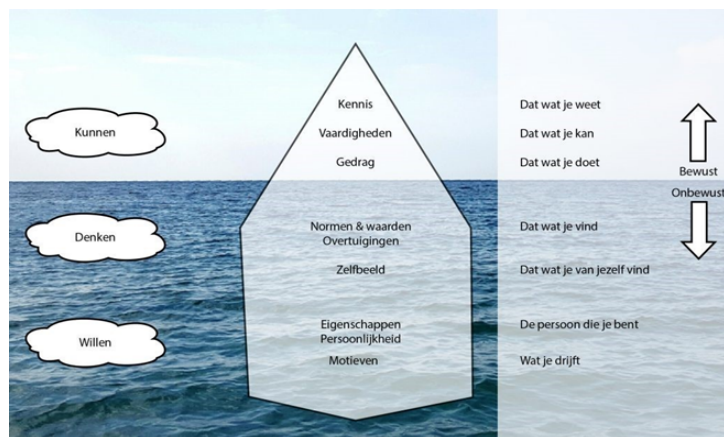 Kennis
Dat wat je weet
Kunnen
Vaardigheden
Dat wat je kan
Gedrag
Dat wat je doet
Bewust
Onbewust
Denken
Normen & waarden
Overtuigingen
Dat wat je vind
Zelfbeeld
Dat wat je van jezelf vind
Willen
Eigenschappen
Persoonlijkheid
De persoon die je bent
Motieven
Wat je drijft